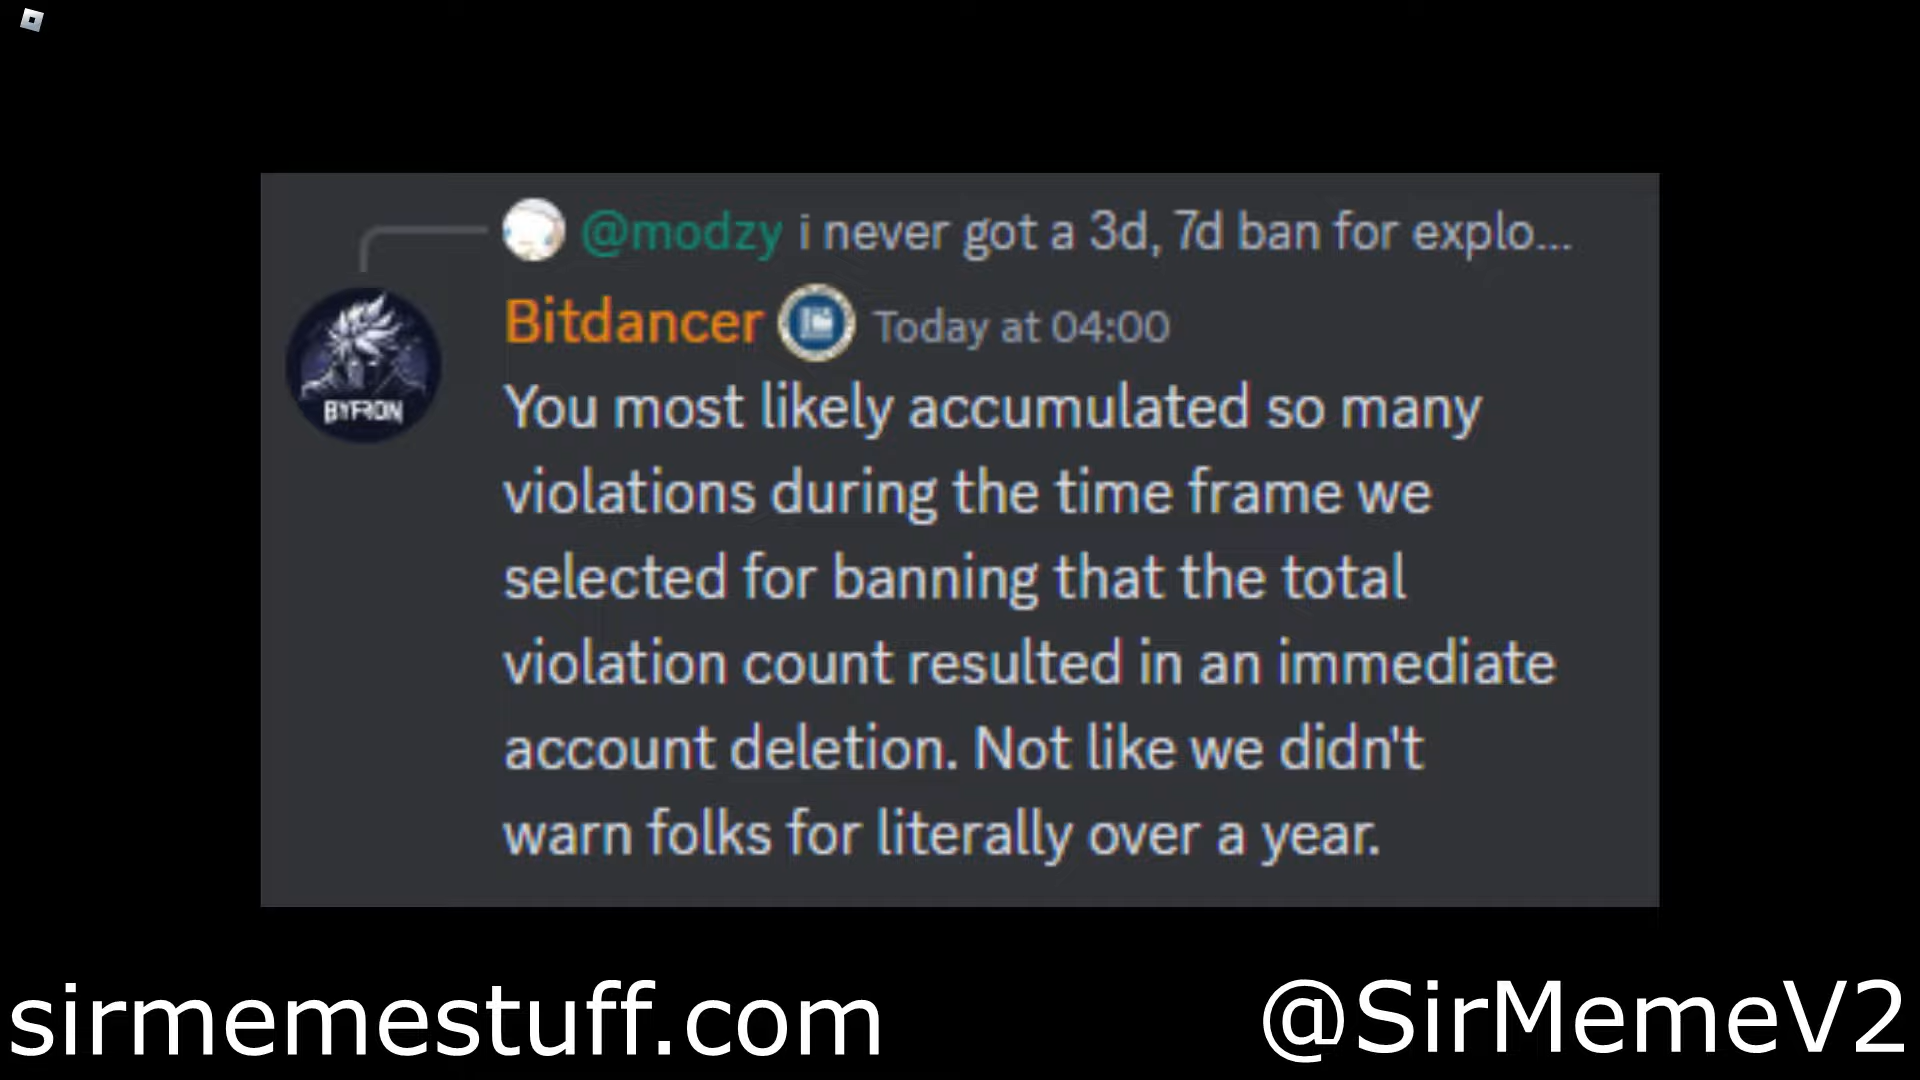 @modzy i never got a 3d, 7d ban for explo...
Bitdancer Today at 04:00
BYFRON
You most likely accumulated so many
violations during the time frame we
selected for banning that the total
violation count resulted in an immediate
account deletion. Not like we didn't
warn folks for literally over a year.
sirmemestuff.com
@SirMemeV2